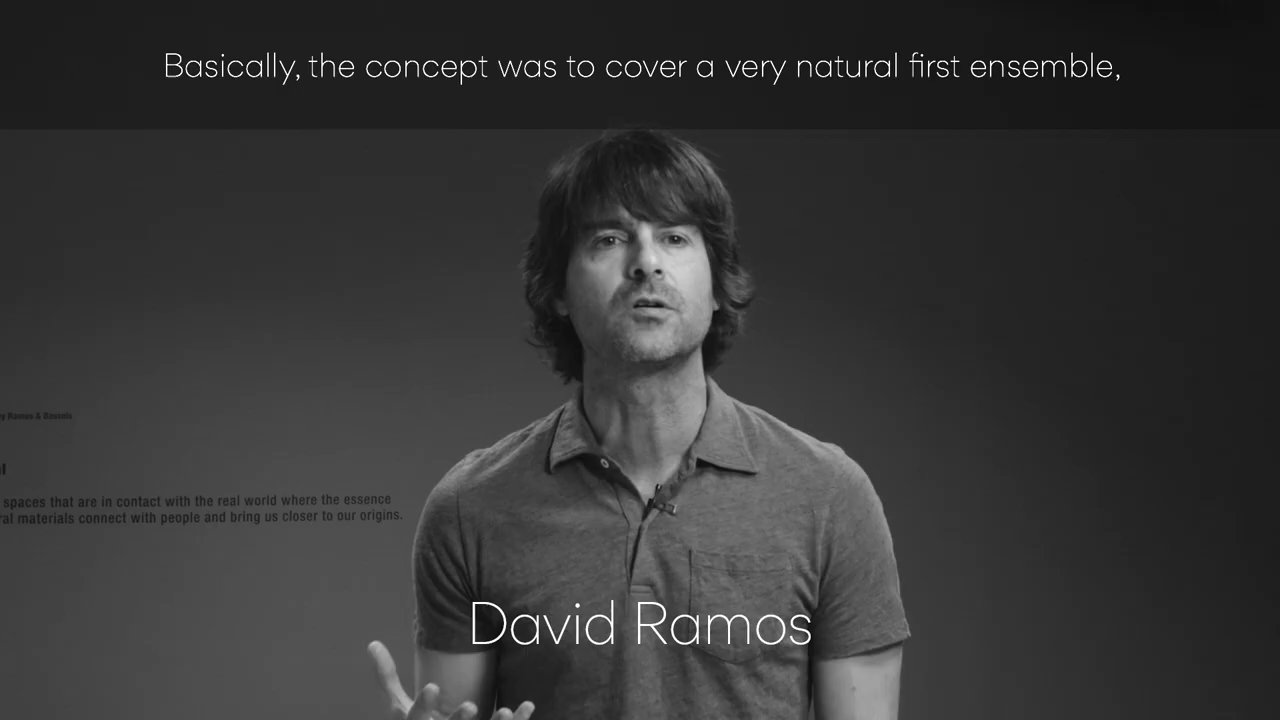 Basically, the concept was to cover a very natural first ensemble,
Ramos &
spaces that are in contact with the real world where the essence
materials connect with people and bring us closer to our origins.
David Ramos